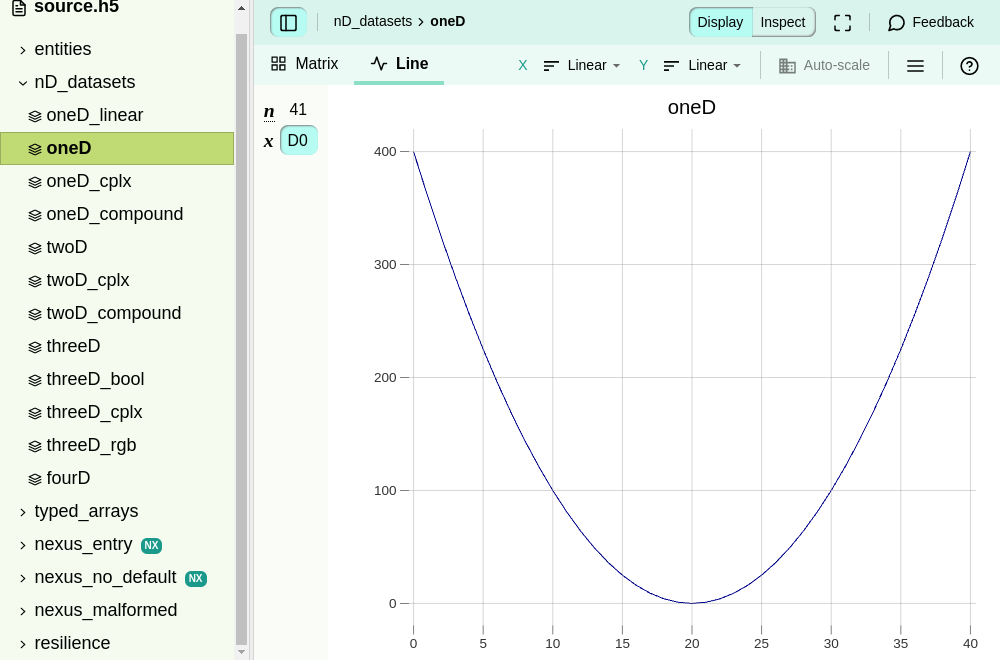 source.h5
entities
nD_datasets
oneD_linear
oneD
oneD_cplx
oneD_compound
twoD
twoD_cplx
twoD_compound
threeD
threeD_bool
threeD_cplx
threeD_rgb
fourD
typed_arrays
nexus_entry NX
nexus_no_default NX
nexus_malformed
resilience
nD_datasets > oneD
Display Inspect Feedback
Matrix Line X Linear Y Linear Auto-scale
n 41
x D0
oneD
400
300
200
100
0
0 5 10 15 20 25 30 35 40